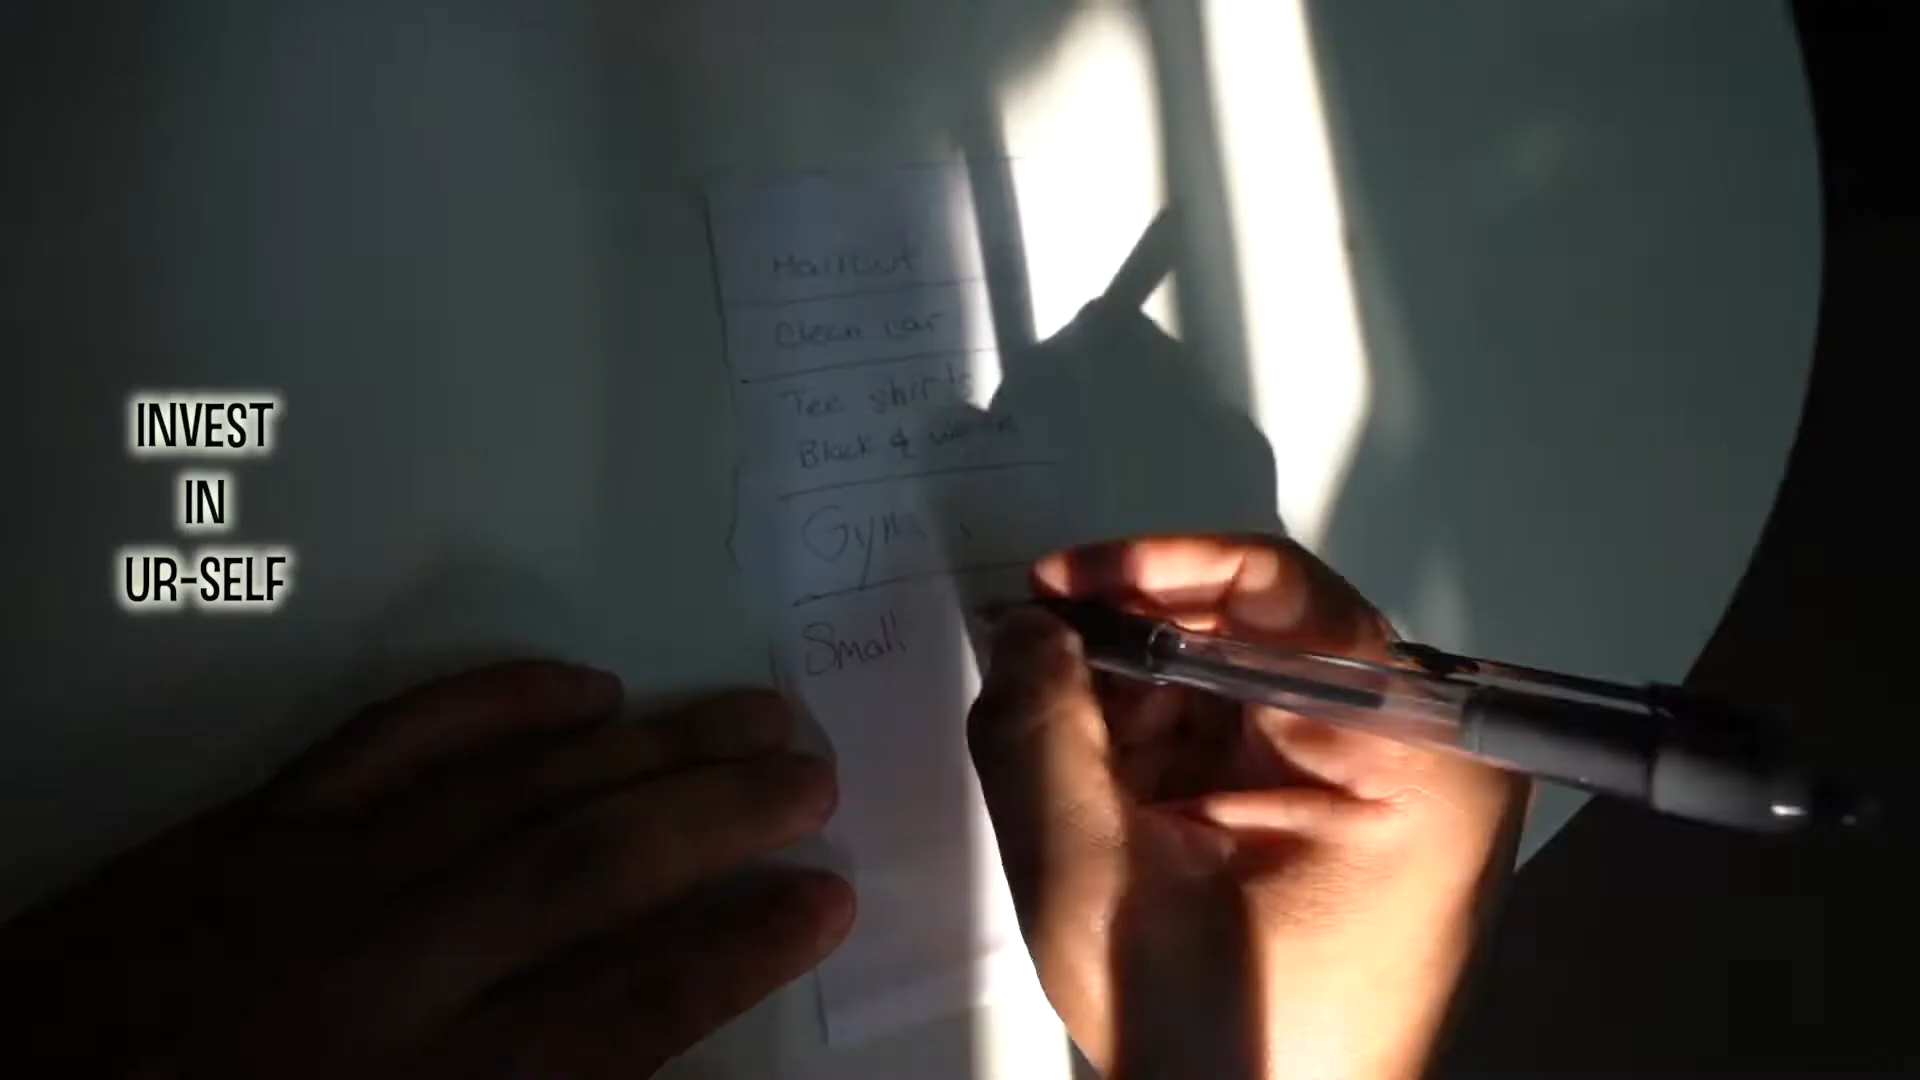 INVEST
IN
UR-SELF
Haircut
Clean car
Tee shirts
Black & white
Gym
Small